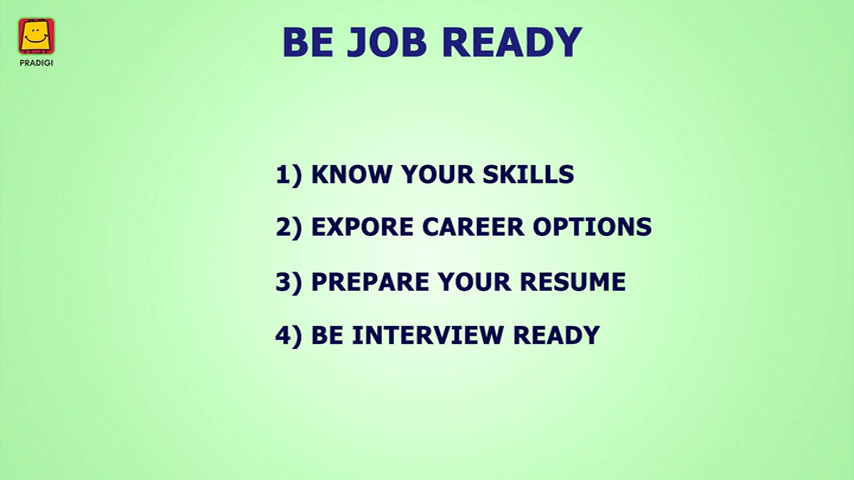 PRADIGI
BE JOB READY
1) KNOW YOUR SKILLS
2) EXPORE CAREER OPTIONS
3) PREPARE YOUR RESUME
4) BE INTERVIEW READY